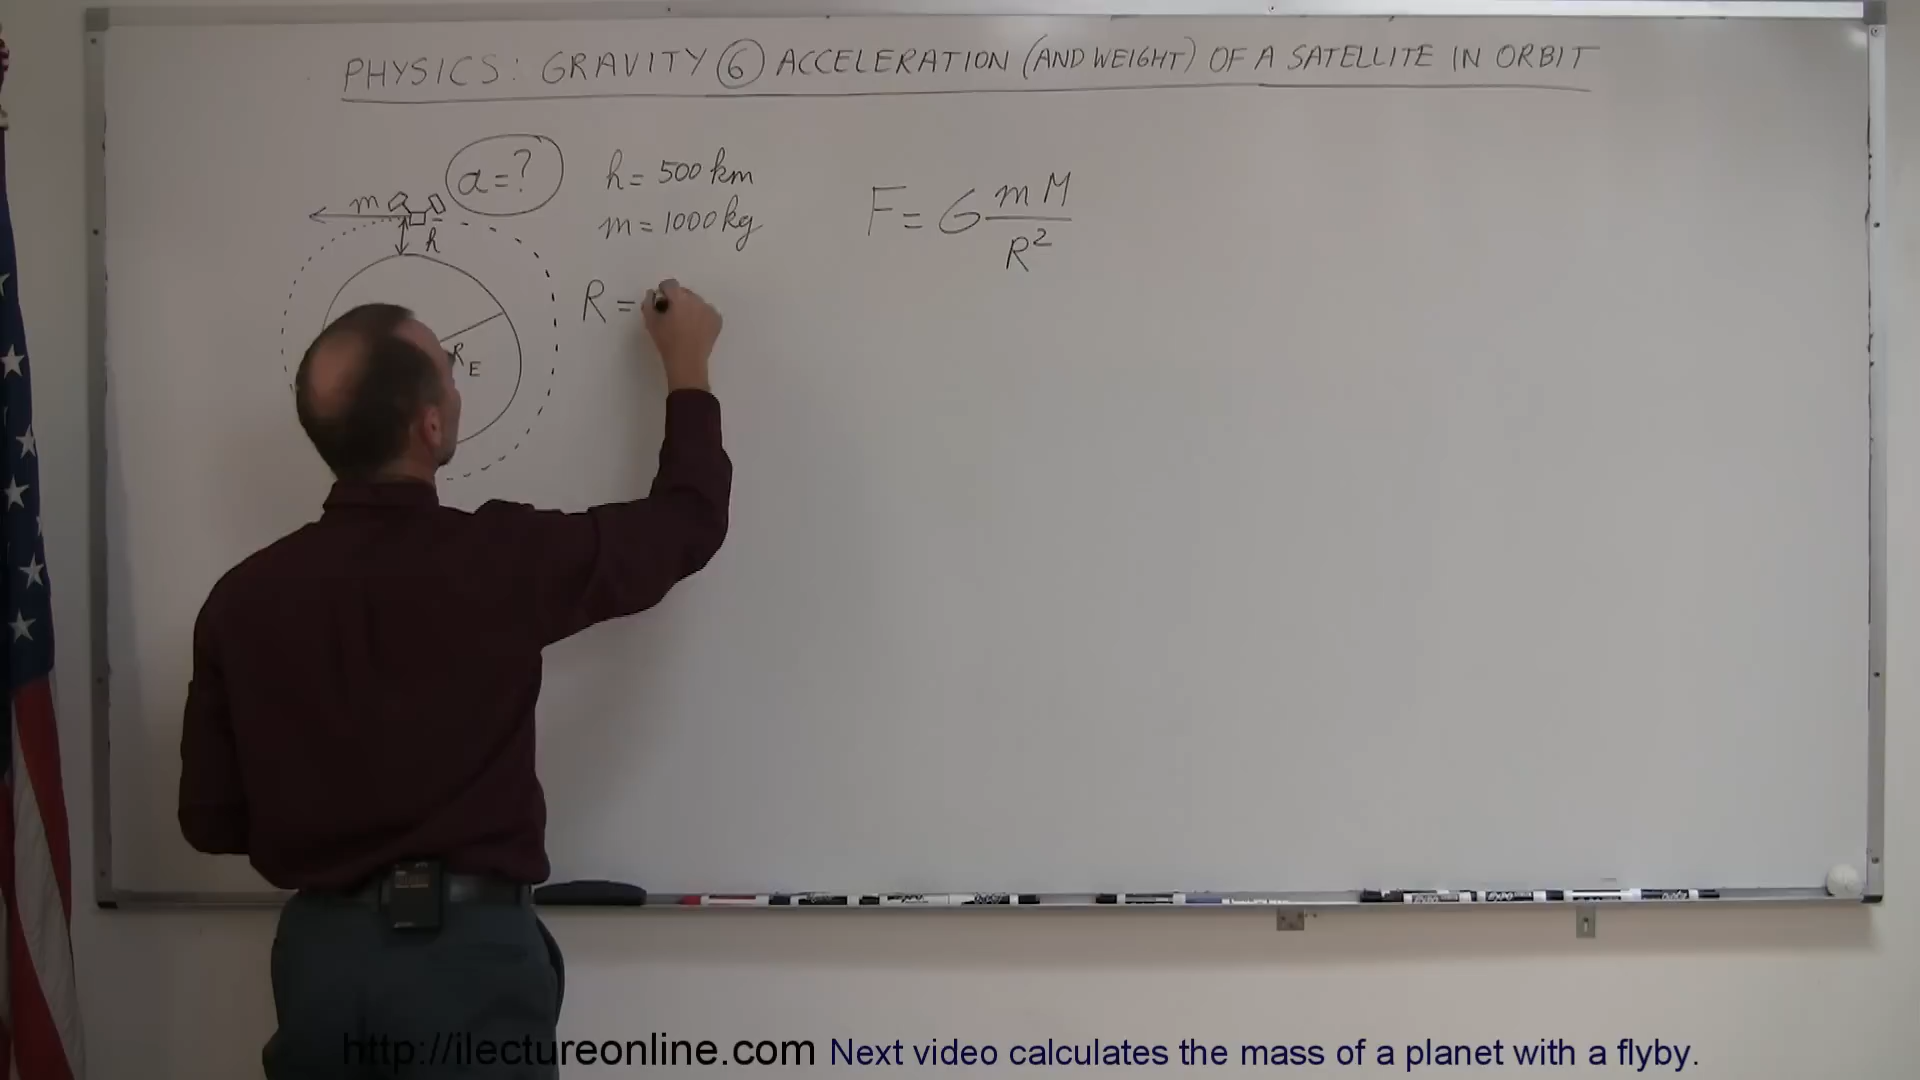 PHYSICS: GRAVITY ⑥ ACCELERATION (AND WEIGHT) OF A SATELLITE IN ORBIT
a = ?
h = 500 km
m
m = 1000 kg
F = G mM/R²
h
R =
R_E
http://ilectureonline.com Next video calculates the mass of a planet with a flyby.